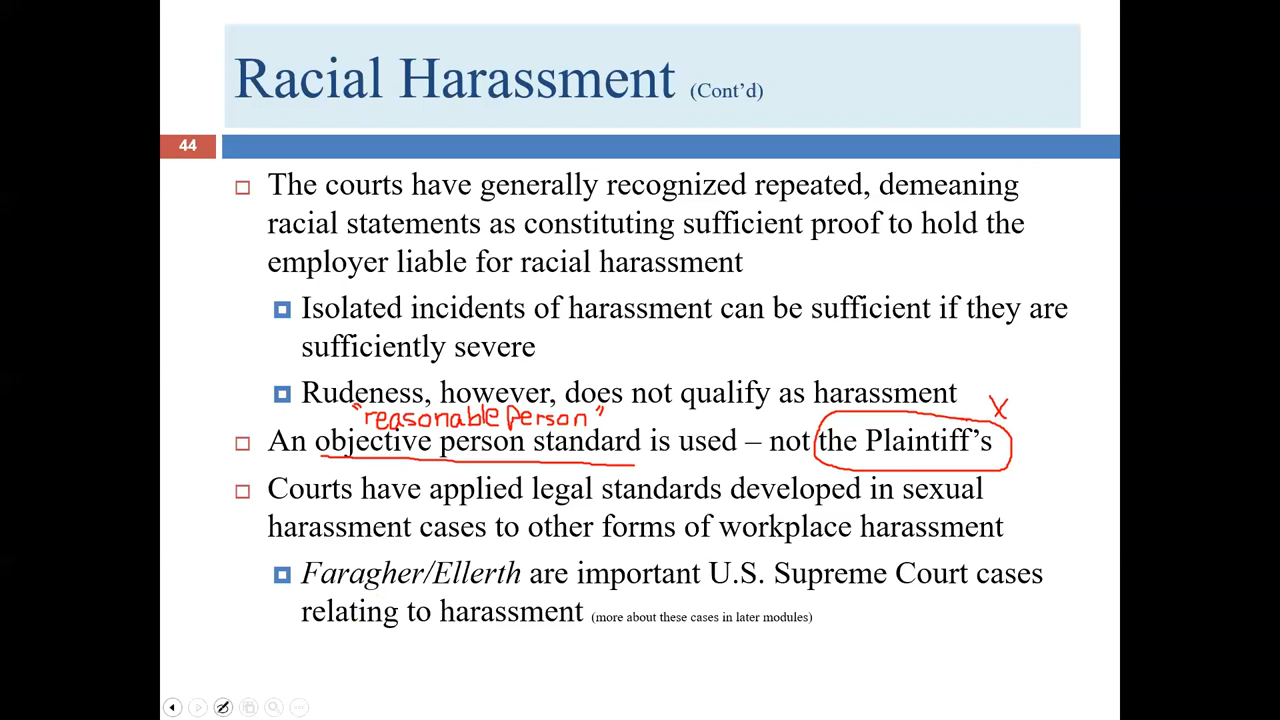 Racial Harassment (Cont’d)
44
The courts have generally recognized repeated, demeaning
racial statements as constituting sufficient proof to hold the
employer liable for racial harassment
Isolated incidents of harassment can be sufficient if they are
sufficiently severe
Rudeness, however, does not qualify as harassment
"reasonable person" X
An objective person standard is used – not the Plaintiff’s
Courts have applied legal standards developed in sexual
harassment cases to other forms of workplace harassment
Faragher/Ellerth are important U.S. Supreme Court cases
relating to harassment (more about these cases in later modules)